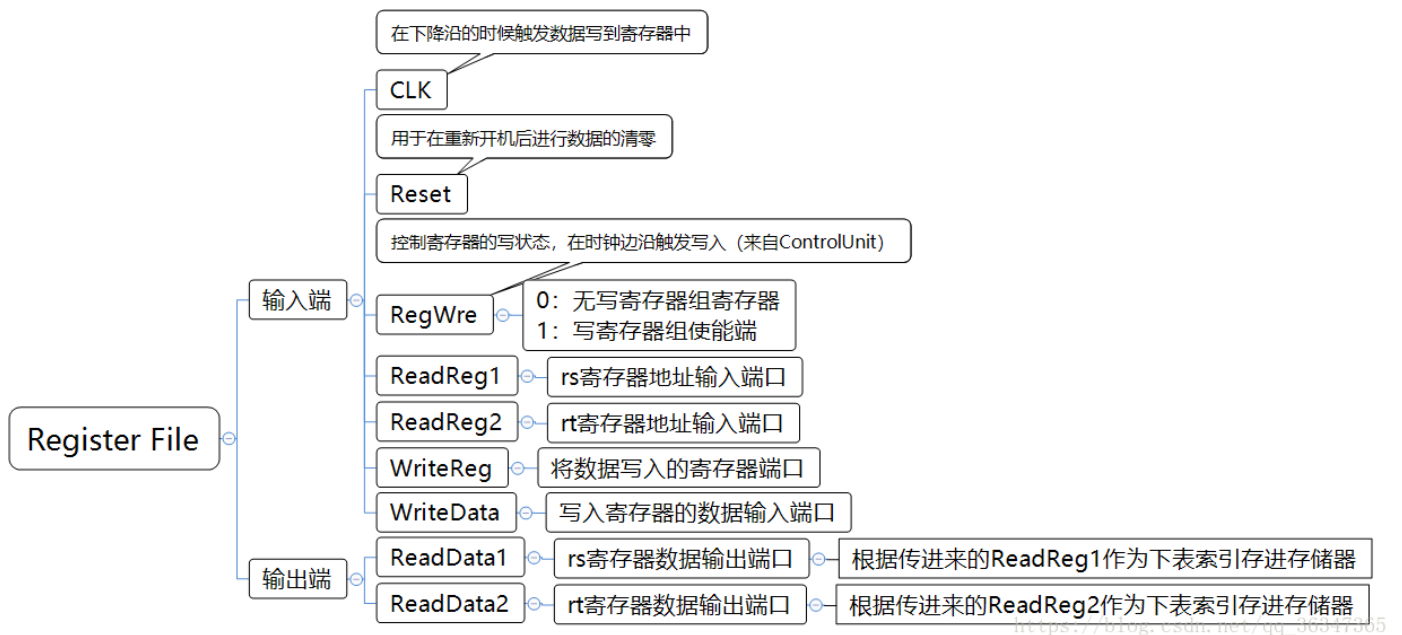 在下降沿的时候触发数据写到寄存器中
CLK
用于在重新开机后进行数据的清零
Reset
控制寄存器的写状态，在时钟边沿触发写入（来自ControlUnit）
输入端
RegWre
0：无写寄存器组寄存器
1：写寄存器组使能端
ReadReg1
rs寄存器地址输入端口
ReadReg2
rt寄存器地址输入端口
Register File
WriteReg
将数据写入的寄存器端口
WriteData
写入寄存器的数据输入端口
输出端
ReadData1
rs寄存器数据输出端口
根据传进来的ReadReg1作为下表索引存进存储器
ReadData2
rt寄存器数据输出端口
根据传进来的ReadReg2作为下表索引存进存储器
https://blog.csdn.net/qq_36347365